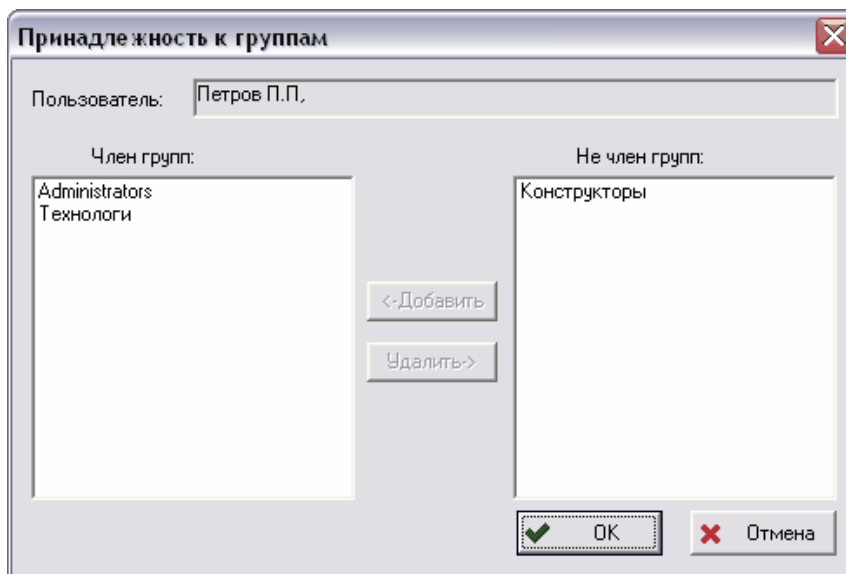 Принадлежность к группам
Пользователь: Петров П.П,
Член групп:
Не член групп:
Administrators
Технологи
Конструкторы
<-Добавить
Удалить->
OK
Отмена